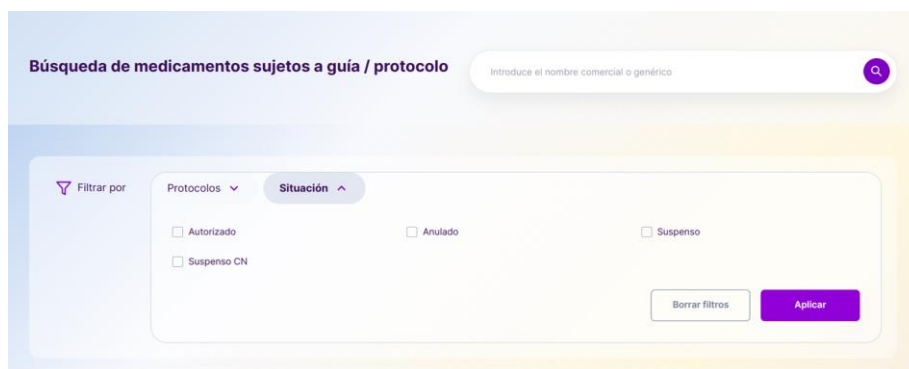 Búsqueda de medicamentos sujetos a guía / protocolo
Introduce el nombre comercial o genérico
Filtrar por
Protocolos
Situación
Autorizado
Anulado
Suspenso
Suspenso CN
Borrar filtros
Aplicar